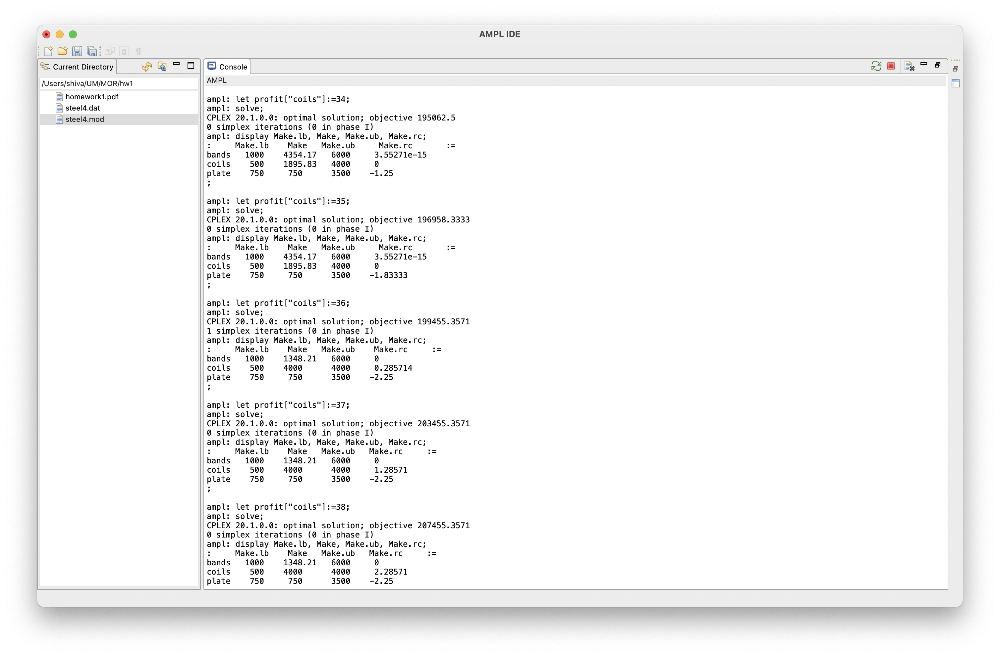 AMPL IDE
Current Directory
/Users/shiva/UM/MOR/hw1
homework1.pdf
steel4.dat
steel4.mod
Console
AMPL
ampl: let profit["coils"]:=34;
ampl: solve;
CPLEX 20.1.0.0: optimal solution; objective 195062.5
0 simplex iterations (0 in phase I)
ampl: display Make.lb, Make, Make.ub, Make.rc;
:     Make.lb    Make   Make.ub     Make.rc       :=
bands   1000    4354.17   6000     3.55271e-15
coils    500    1895.83   4000     0
plate    750     750      3500    -1.25
;
ampl: let profit["coils"]:=35;
ampl: solve;
CPLEX 20.1.0.0: optimal solution; objective 196958.3333
0 simplex iterations (0 in phase I)
ampl: display Make.lb, Make, Make.ub, Make.rc;
:     Make.lb    Make   Make.ub     Make.rc       :=
bands   1000    4354.17   6000     3.55271e-15
coils    500    1895.83   4000     0
plate    750     750      3500    -1.83333
;
ampl: let profit["coils"]:=36;
ampl: solve;
CPLEX 20.1.0.0: optimal solution; objective 199455.3571
1 simplex iterations (0 in phase I)
ampl: display Make.lb, Make, Make.ub, Make.rc;
:     Make.lb    Make   Make.ub    Make.rc     :=
bands   1000    1348.21   6000     0
coils    500    4000      4000     0.285714
plate    750     750      3500    -2.25
;
ampl: let profit["coils"]:=37;
ampl: solve;
CPLEX 20.1.0.0: optimal solution; objective 203455.3571
0 simplex iterations (0 in phase I)
ampl: display Make.lb, Make, Make.ub, Make.rc;
:     Make.lb    Make   Make.ub   Make.rc     :=
bands   1000    1348.21   6000     0
coils    500    4000      4000     1.28571
plate    750     750      3500    -2.25
;
ampl: let profit["coils"]:=38;
ampl: solve;
CPLEX 20.1.0.0: optimal solution; objective 207455.3571
0 simplex iterations (0 in phase I)
ampl: display Make.lb, Make, Make.ub, Make.rc;
:     Make.lb    Make   Make.ub   Make.rc     :=
bands   1000    1348.21   6000     0
coils    500    4000      4000     2.28571
plate    750     750      3500    -2.25